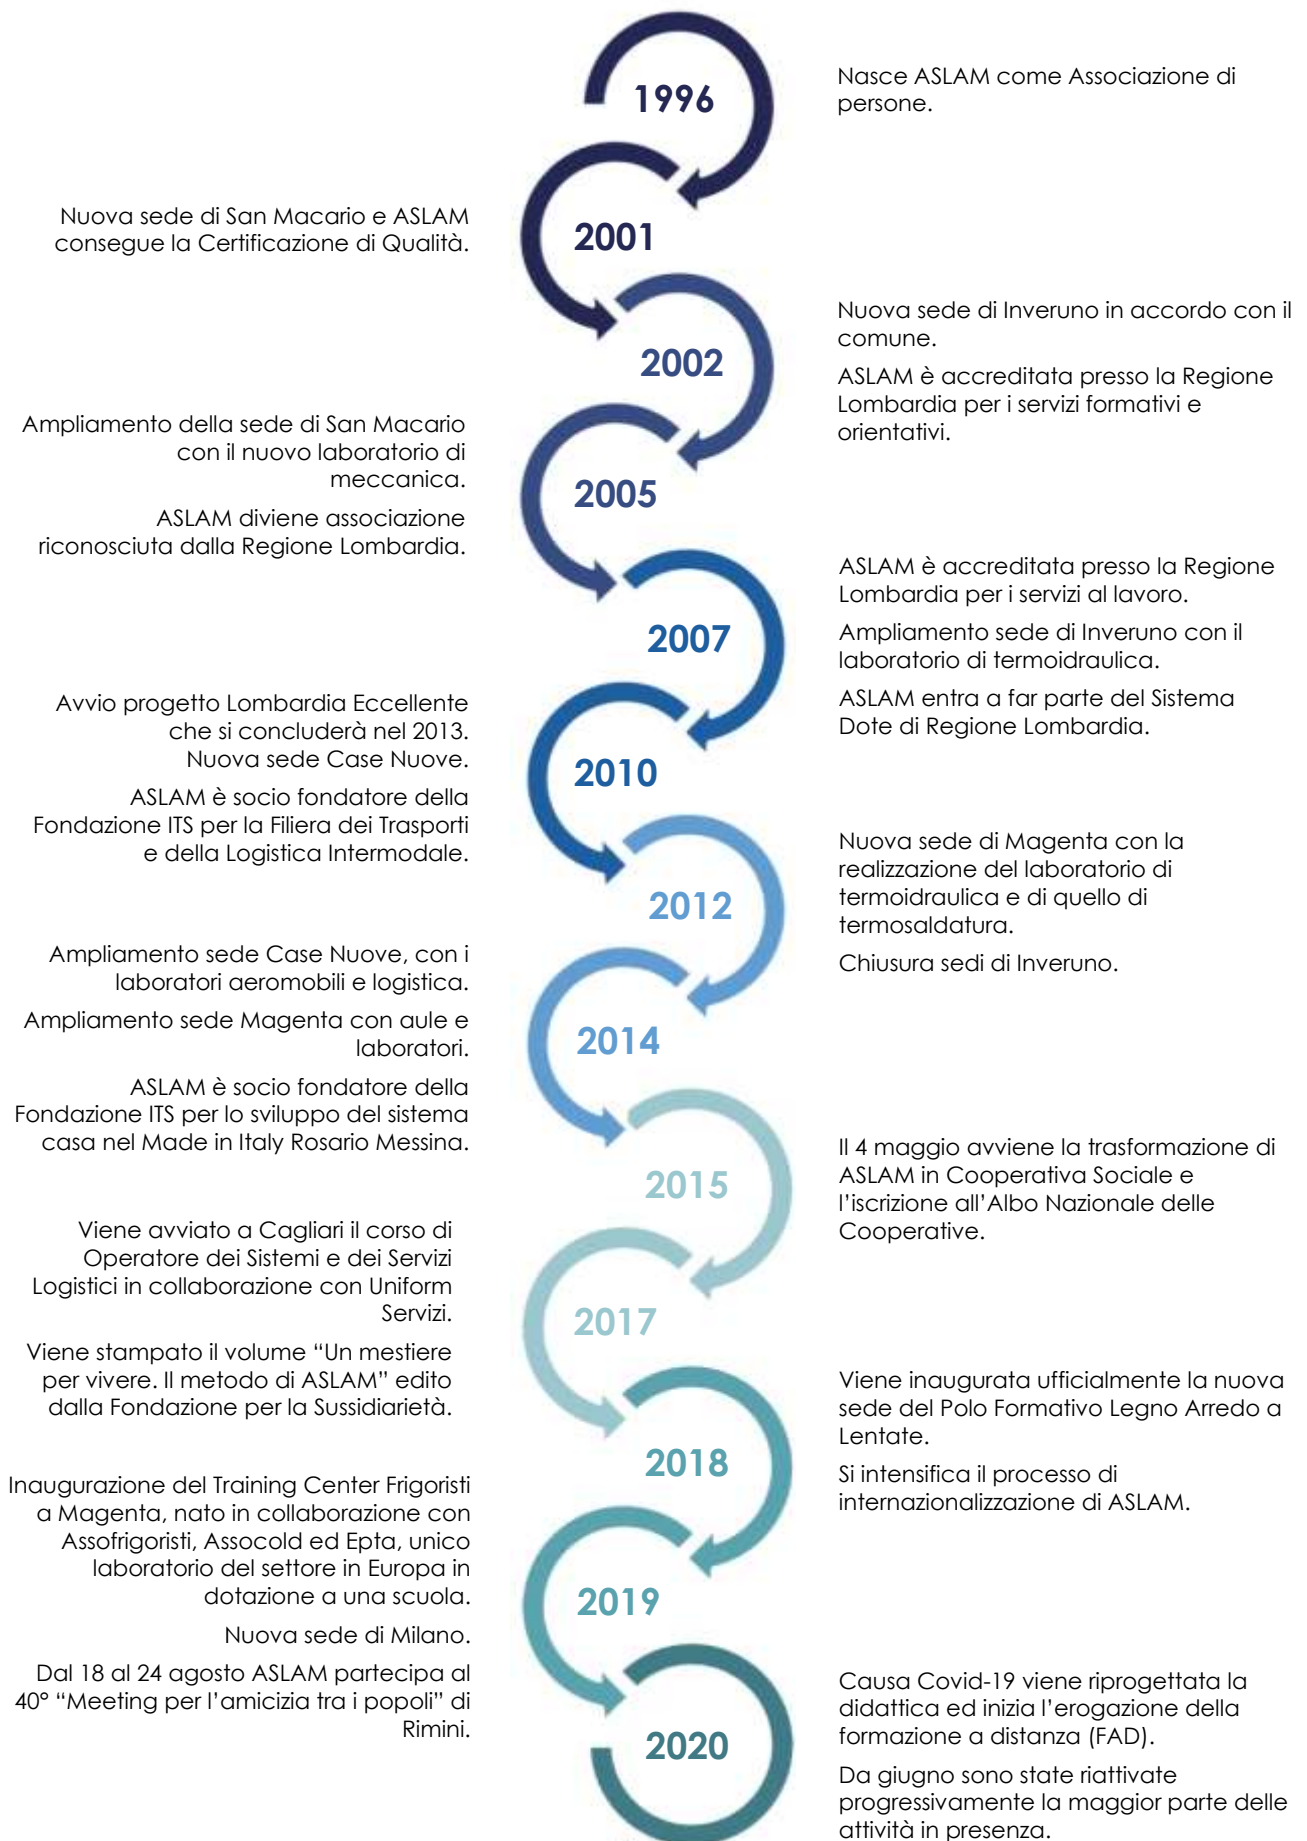 1996
Nasce ASLAM come Associazione di
persone.
Nuova sede di San Macario e ASLAM
consegue la Certificazione di Qualità.
2001
2002
Nuova sede di Inveruno in accordo con il
comune.
ASLAM è accreditata presso la Regione
Lombardia per i servizi formativi e
orientativi.
Ampliamento della sede di San Macario
con il nuovo laboratorio di
meccanica.
ASLAM diviene associazione
riconosciuta dalla Regione Lombardia.
2005
2007
ASLAM è accreditata presso la Regione
Lombardia per i servizi al lavoro.
Ampliamento sede di Inveruno con il
laboratorio di termoidraulica.
ASLAM entra a far parte del Sistema
Dote di Regione Lombardia.
Avvio progetto Lombardia Eccellente
che si concluderà nel 2013.
Nuova sede Case Nuove.
ASLAM è socio fondatore della
Fondazione ITS per la Filiera dei Trasporti
e della Logistica Intermodale.
2010
2012
Nuova sede di Magenta con la
realizzazione del laboratorio di
termoidraulica e di quello di
termosaldatura.
Chiusura sedi di Inveruno.
Ampliamento sede Case Nuove, con i
laboratori aeromobili e logistica.
Ampliamento sede Magenta con aule e
laboratori.
ASLAM è socio fondatore della
Fondazione ITS per lo sviluppo del sistema
casa nel Made in Italy Rosario Messina.
2014
2015
Il 4 maggio avviene la trasformazione di
ASLAM in Cooperativa Sociale e
l’iscrizione all’Albo Nazionale delle
Cooperative.
Viene avviato a Cagliari il corso di
Operatore dei Sistemi e dei Servizi
Logistici in collaborazione con Uniform
Servizi.
Viene stampato il volume “Un mestiere
per vivere. Il metodo di ASLAM” edito
dalla Fondazione per la Sussidiarietà.
2017
2018
Viene inaugurata ufficialmente la nuova
sede del Polo Formativo Legno Arredo a
Lentate.
Si intensifica il processo di
internazionalizzazione di ASLAM.
Inaugurazione del Training Center Frigoristi
a Magenta, nato in collaborazione con
Assofrigoristi, Assocold ed Epta, unico
laboratorio del settore in Europa in
dotazione a una scuola.
Nuova sede di Milano.
Dal 18 al 24 agosto ASLAM partecipa al
40° “Meeting per l’amicizia tra i popoli” di
Rimini.
2019
2020
Causa Covid-19 viene riprogettata la
didattica ed inizia l’erogazione della
formazione a distanza (FAD).
Da giugno sono state riattivate
progressivamente la maggior parte delle
attività in presenza.